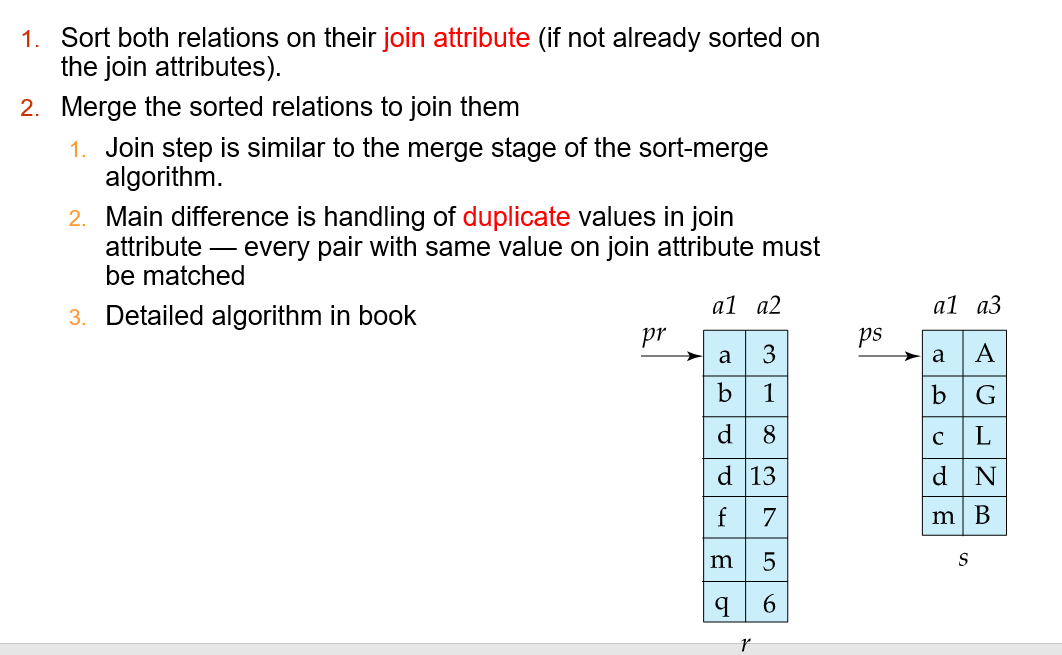 1. Sort both relations on their join attribute (if not already sorted on
the join attributes).
2. Merge the sorted relations to join them
1. Join step is similar to the merge stage of the sort-merge
algorithm.
2. Main difference is handling of duplicate values in join
attribute — every pair with same value on join attribute must
be matched
3. Detailed algorithm in book
pr
a1 a2
a 3
b 1
d 8
d 13
f 7
m 5
q 6
r
ps
a1 a3
a A
b G
c L
d N
m B
s